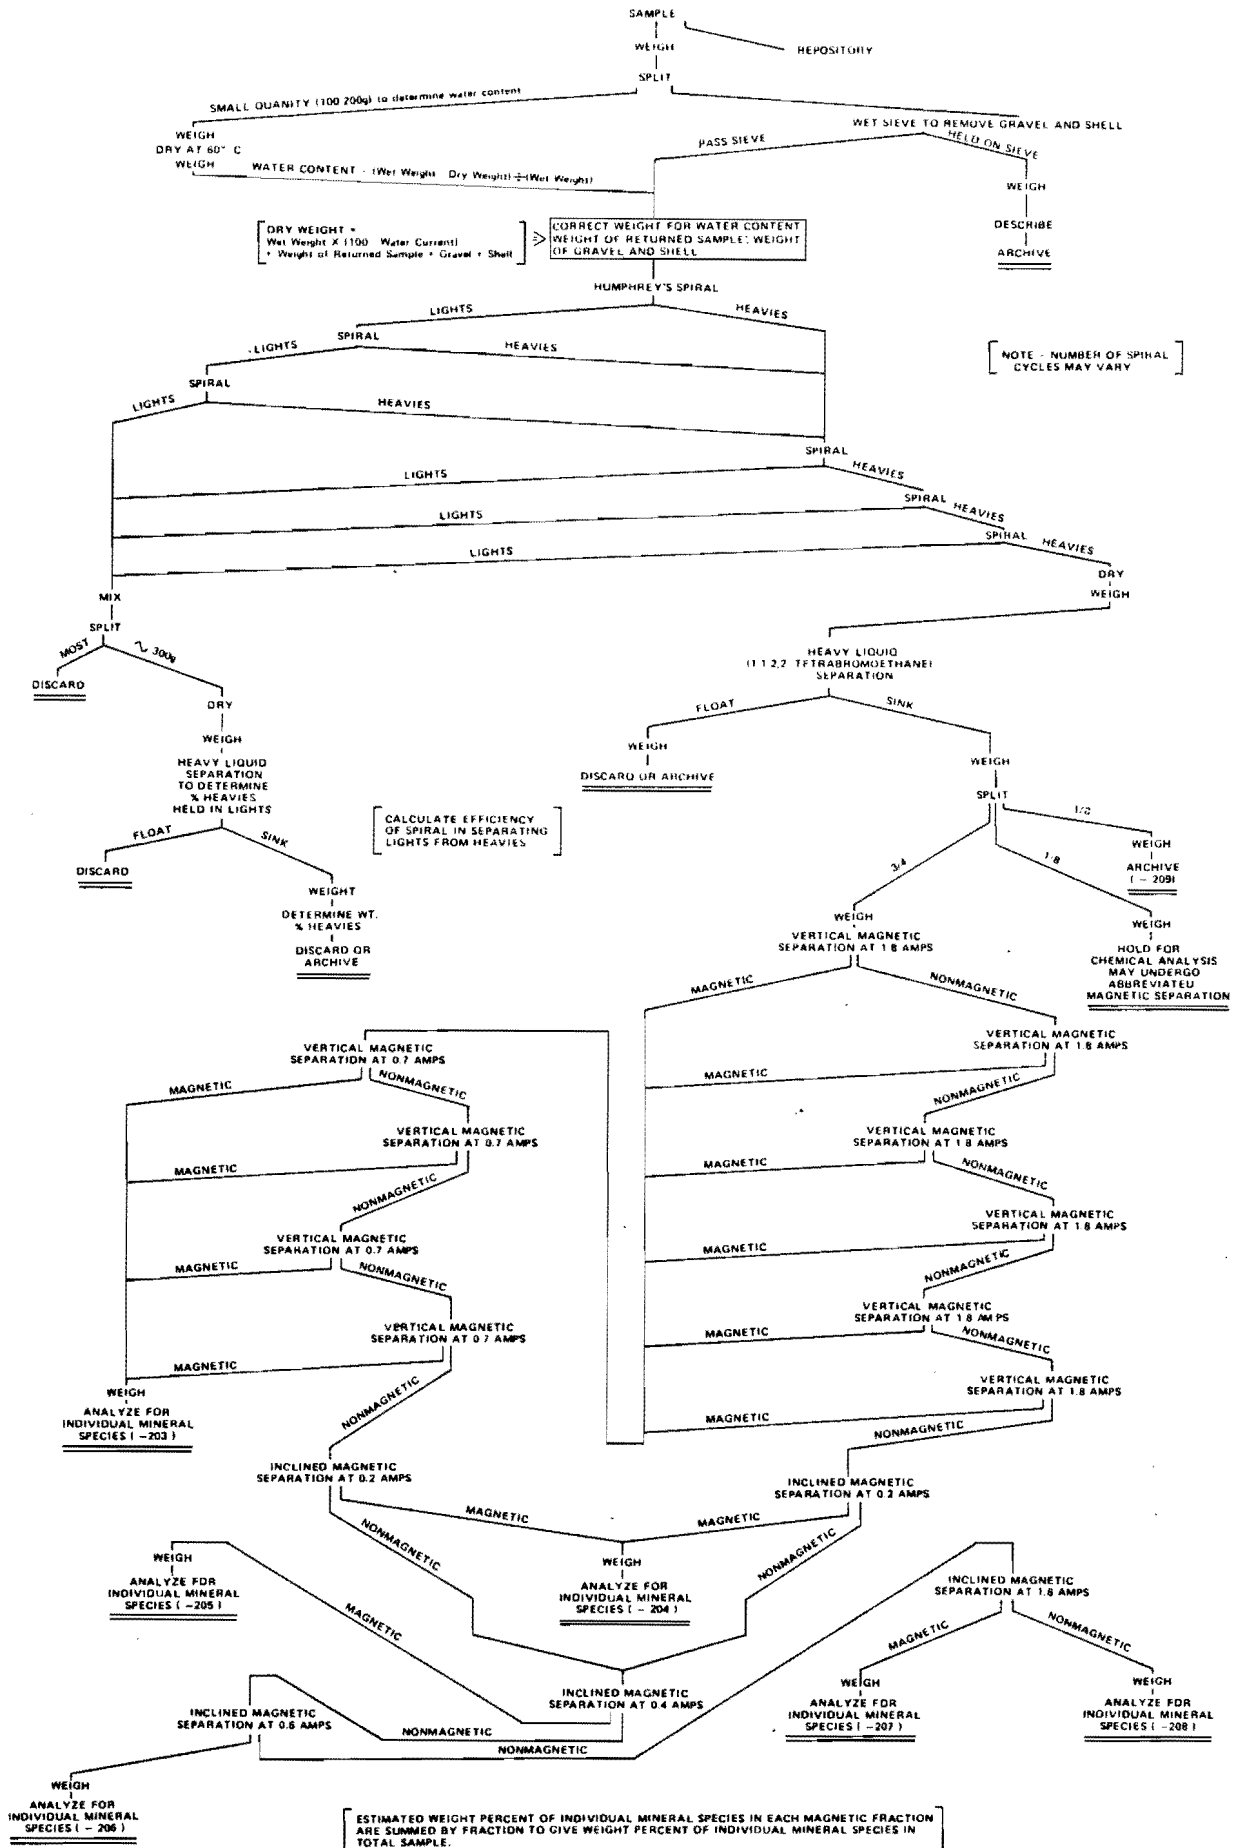 SAMPLE
REPOSITORY
WEIGH
SPLIT
SMALL QUANITY (100 200g) to determine water content
WET SIEVE TO REMOVE GRAVEL AND SHELL
WEIGH
DRY AT 60° C
WEIGH
PASS SIEVE
HELD ON SIEVE
WATER CONTENT - (Wet Weight Dry Weight) ÷ (Wet Weight)
WEIGH
DESCRIBE
ARCHIVE
DRY WEIGHT =
Wet Weight X (100 Water Current)
+ Weight of Returned Sample + Gravel + Shell
CORRECT WEIGHT FOR WATER CONTENT
WEIGHT OF RETURNED SAMPLE; WEIGHT
OF GRAVEL AND SHELL
HUMPHREY'S SPIRAL
LIGHTS
HEAVIES
SPIRAL
LIGHTS
HEAVIES
NOTE - NUMBER OF SPIRAL
CYCLES MAY VARY
SPIRAL
LIGHTS
HEAVIES
SPIRAL
LIGHTS
HEAVIES
SPIRAL
LIGHTS
HEAVIES
SPIRAL
LIGHTS
HEAVIES
DRY
WEIGH
MIX
SPLIT
MOST
~ 300g
DISCARD
DRY
WEIGH
HEAVY LIQUID
SEPARATION
TO DETERMINE
% HEAVIES
HELD IN LIGHTS
FLOAT
SINK
DISCARD
WEIGHT
DETERMINE WT.
% HEAVIES
DISCARD OR
ARCHIVE
CALCULATE EFFICIENCY
OF SPIRAL IN SEPARATING
LIGHTS FROM HEAVIES
HEAVY LIQUID
(1 1 2,2 TETRABROMOETHANE)
SEPARATION
FLOAT
SINK
WEIGH
DISCARD OR ARCHIVE
WEIGH
SPLIT
3/4
1/8
WEIGH
ARCHIVE
( - 209)
WEIGH
HOLD FOR
CHEMICAL ANALYSIS
MAY UNDERGO
ABBREVIATED
MAGNETIC SEPARATION
WEIGH
VERTICAL MAGNETIC
SEPARATION AT 1 8 AMPS
MAGNETIC
NONMAGNETIC
VERTICAL MAGNETIC
SEPARATION AT 1.8 AMPS
MAGNETIC
NONMAGNETIC
VERTICAL MAGNETIC
SEPARATION AT 1 8 AMPS
MAGNETIC
NONMAGNETIC
VERTICAL MAGNETIC
SEPARATION AT 1.8 AMPS
MAGNETIC
NONMAGNETIC
VERTICAL MAGNETIC
SEPARATION AT 1.8 AMPS
MAGNETIC
NONMAGNETIC
VERTICAL MAGNETIC
SEPARATION AT 1.8 AMPS
MAGNETIC
NONMAGNETIC
VERTICAL MAGNETIC
SEPARATION AT 0.7 AMPS
MAGNETIC
NONMAGNETIC
VERTICAL MAGNETIC
SEPARATION AT 0.7 AMPS
MAGNETIC
NONMAGNETIC
VERTICAL MAGNETIC
SEPARATION AT 0.7 AMPS
MAGNETIC
NONMAGNETIC
VERTICAL MAGNETIC
SEPARATION AT 0.7 AMPS
MAGNETIC
NONMAGNETIC
WEIGH
ANALYZE FOR
INDIVIDUAL MINERAL
SPECIES ( -203 )
INCLINED MAGNETIC
SEPARATION AT 0.2 AMPS
MAGNETIC
NONMAGNETIC
INCLINED MAGNETIC
SEPARATION AT 0.2 AMPS
MAGNETIC
NONMAGNETIC
WEIGH
ANALYZE FOR
INDIVIDUAL MINERAL
SPECIES ( - 204 )
WEIGH
ANALYZE FOR
INDIVIDUAL MINERAL
SPECIES ( -205 )
MAGNETIC
INCLINED MAGNETIC
SEPARATION AT 0.4 AMPS
NONMAGNETIC
INCLINED MAGNETIC
SEPARATION AT 0.6 AMPS
NONMAGNETIC
WEIGH
ANALYZE FOR
INDIVIDUAL MINERAL
SPECIES ( - 206 )
INCLINED MAGNETIC
SEPARATION AT 1.8 AMPS
MAGNETIC
NONMAGNETIC
WEIGH
ANALYZE FOR
INDIVIDUAL MINERAL
SPECIES ( -207 )
WEIGH
ANALYZE FOR
INDIVIDUAL MINERAL
SPECIES ( -208 )
ESTIMATED WEIGHT PERCENT OF INDIVIDUAL MINERAL SPECIES IN EACH MAGNETIC FRACTION
ARE SUMMED BY FRACTION TO GIVE WEIGHT PERCENT OF INDIVIDUAL MINERAL SPECIES IN
TOTAL SAMPLE.